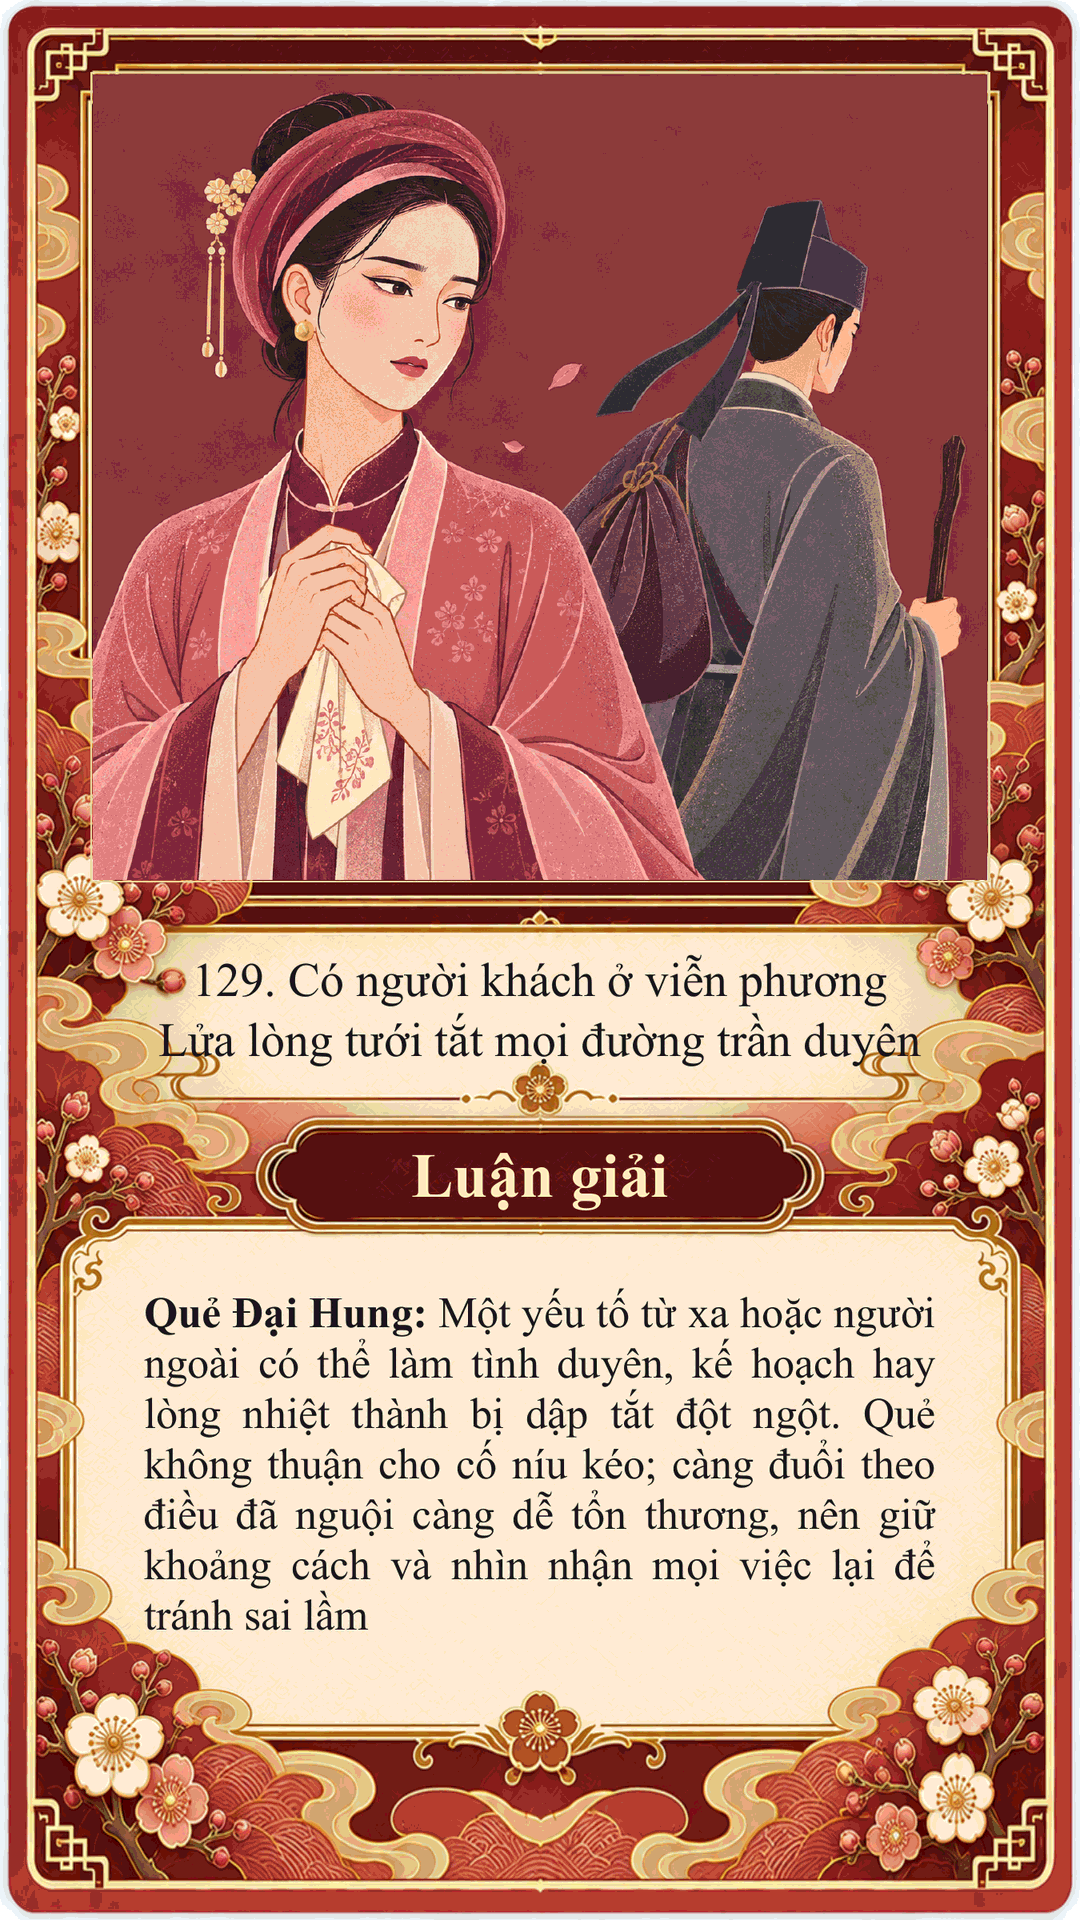 129. Có người khách ở viễn phương
Lửa lòng tưới tắt mọi đường trần duyên
Luận giải
Quẻ Đại Hung: Một yếu tố từ xa hoặc người
ngoài có thể làm tình duyên, kế hoạch hay
lòng nhiệt thành bị dập tắt đột ngột. Quẻ
không thuận cho cố níu kéo; càng đuổi theo
điều đã nguội càng dễ tổn thương, nên giữ
khoảng cách và nhìn nhận mọi việc lại để
tránh sai lầm